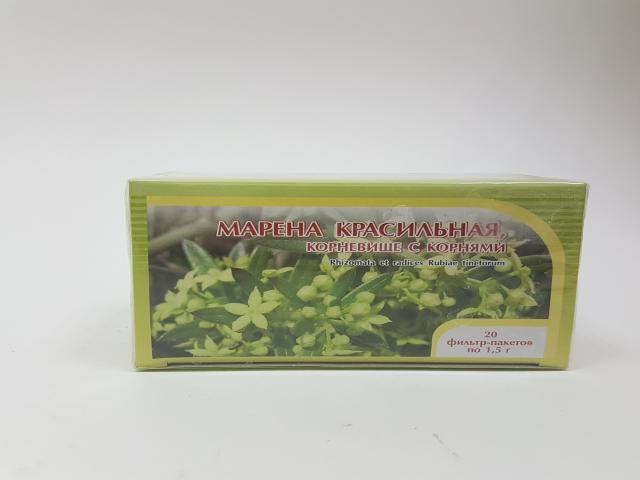 МАРЕНА КРАСИЛЬНАЯ,
КОРНЕВИЩЕ С КОРНЯМИ
Rhizomata et radices Rubiae tinctorum
20
фильтр-пакетов
по 1,5 г